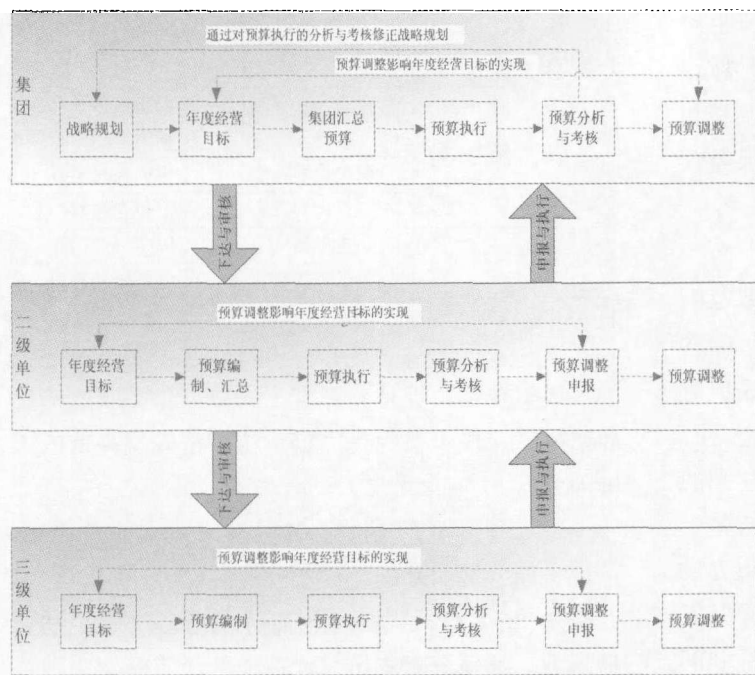 通过对预算执行的分析与考核修正战略规划
预算调整影响年度经营目标的实现
集团
战略规划
年度经营
目标
集团汇总
预算
预算执行
预算分析
与考核
预算调整
下达与审核
申报与执行
预算调整影响年度经营目标的实现
二级单位
年度经营
目标
预算编
制、汇总
预算执行
预算分析
与考核
预算调整
申报
预算调整
下达与审核
申报与执行
预算调整影响年度经营目标的实现
三级单位
年度经营
目标
预算编制
预算执行
预算分析
与考核
预算调整
申报
预算调整